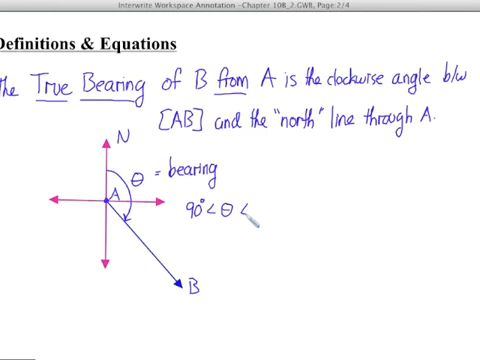 Interwrite Workspace Annotation -Chapter 10B_2.GWB, Page:2/4
Definitions & Equations
The True Bearing of B from A is the clockwise angle b/w
[AB] and the "north" line through A.
N
θ = bearing
A
90° < θ <
B